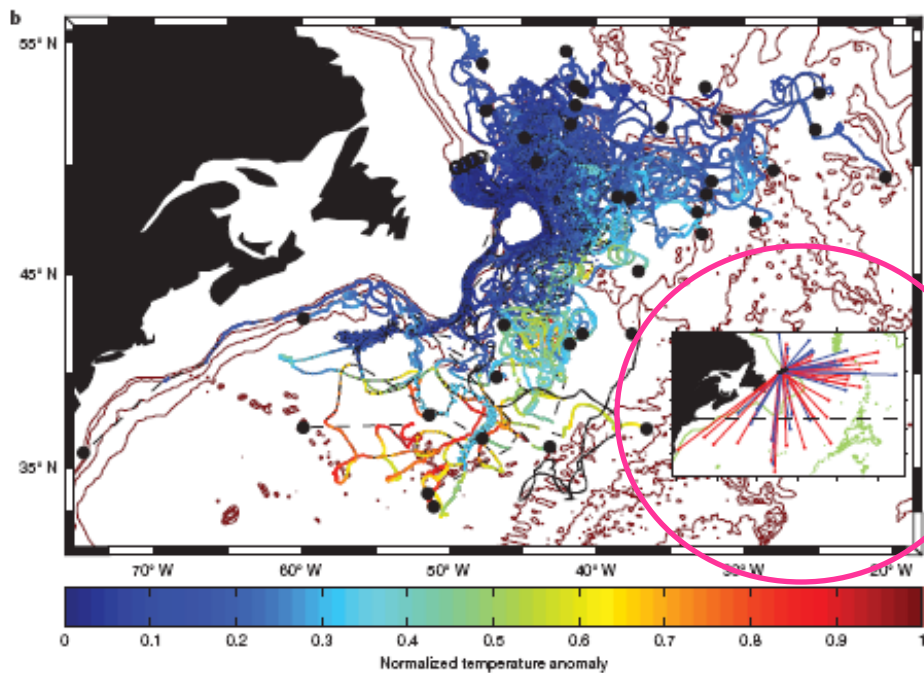 b
55° N
45° N
35° N
70° W 60° W 50° W 40° W 30° W 20° W
0 0.1 0.2 0.3 0.4 0.5 0.6 0.7 0.8 0.9 1
Normalized temperature anomaly